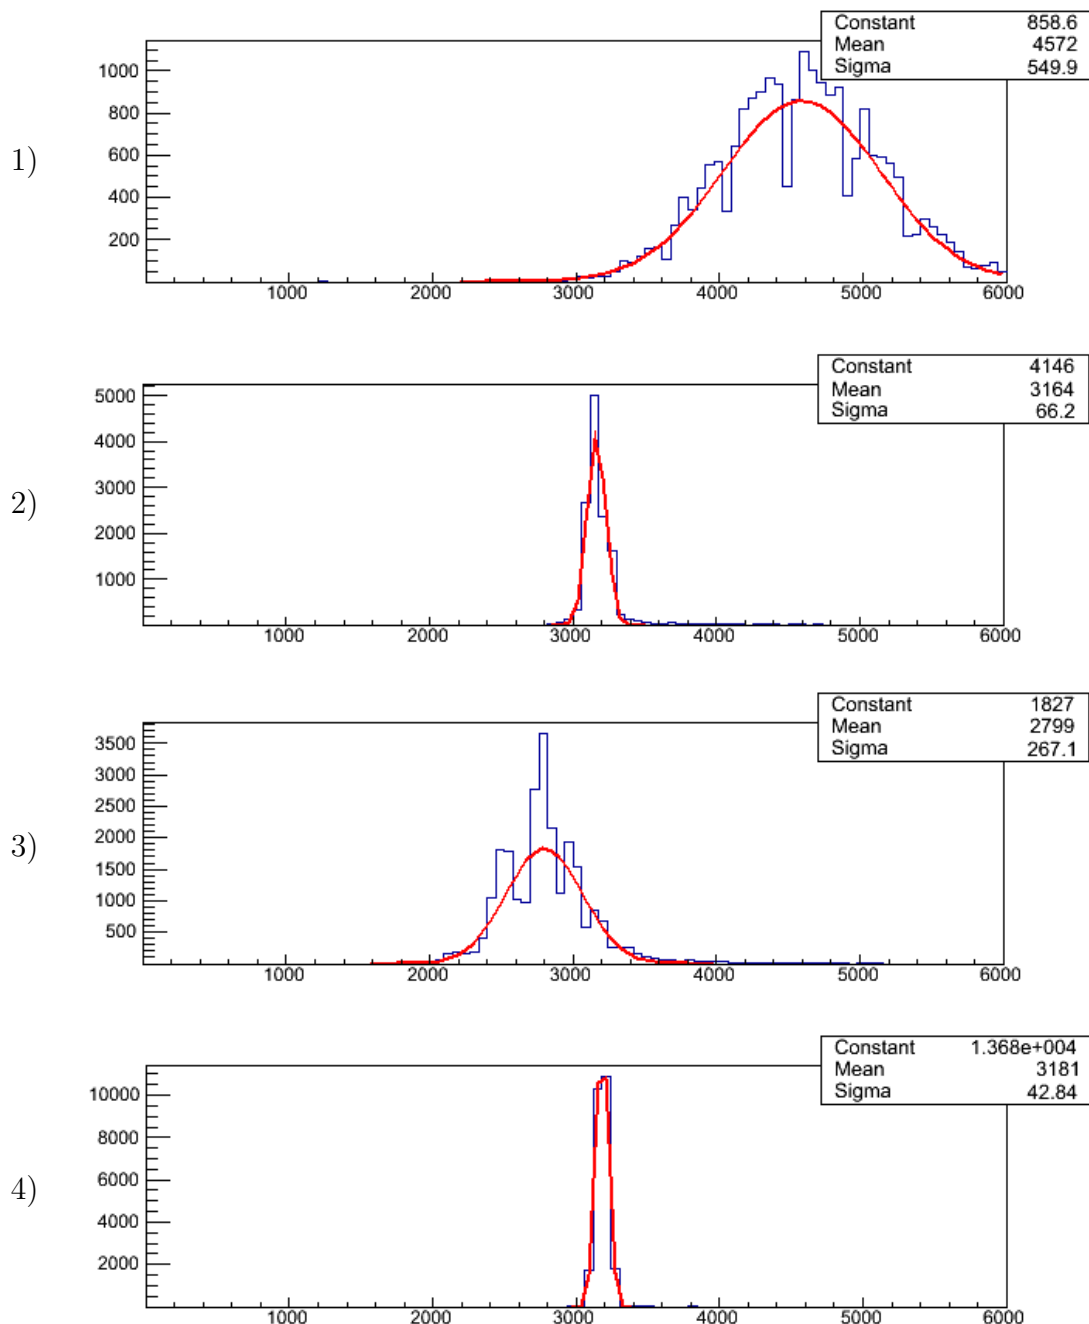 Constant 858.6
Mean 4572
Sigma 549.9
1000
800
600
400
200
1)
1000 2000 3000 4000 5000 6000
Constant 4146
Mean 3164
Sigma 66.2
5000
4000
3000
2000
1000
2)
1000 2000 3000 4000 5000 6000
Constant 1827
Mean 2799
Sigma 267.1
3500
3000
2500
2000
1500
1000
500
3)
1000 2000 3000 4000 5000 6000
Constant 1.368e+004
Mean 3181
Sigma 42.84
10000
8000
6000
4000
2000
4)
1000 2000 3000 4000 5000 6000